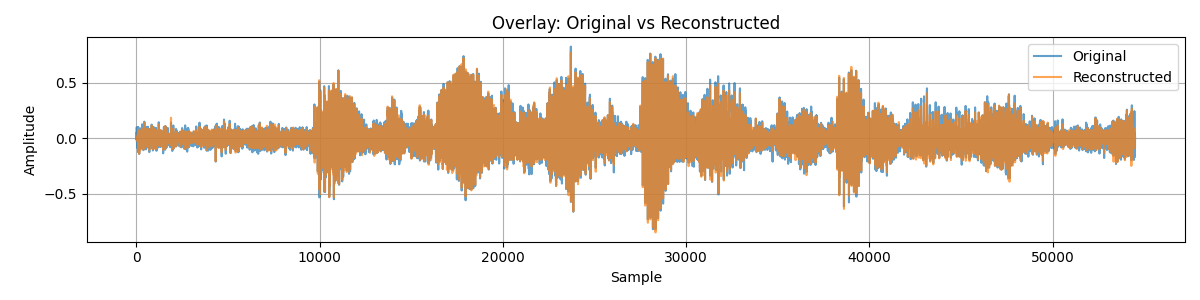 Overlay: Original vs Reconstructed
Original
Reconstructed
Amplitude
0.5
0.0
−0.5
0 10000 20000 30000 40000 50000
Sample